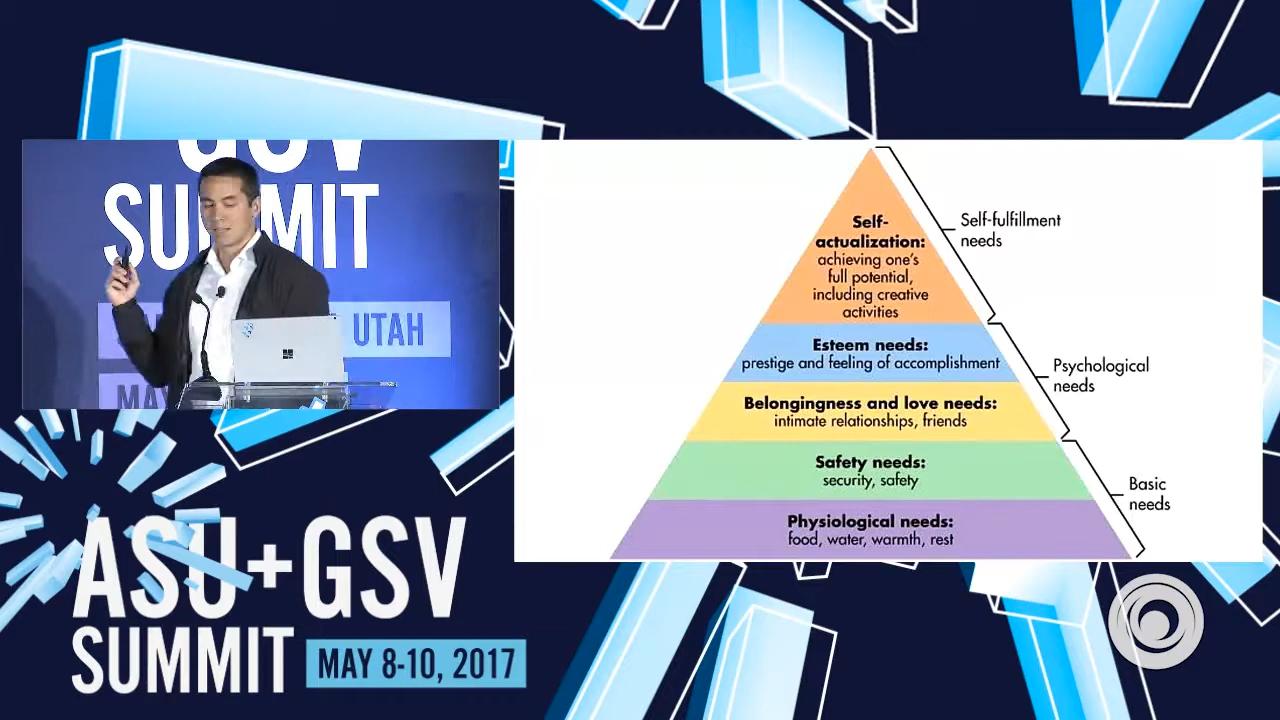 GSV
SUMMIT
UTAH
MAY
ASU+GSV
SUMMIT
MAY 8-10, 2017
Self-
actualization:
achieving one's
full potential,
including creative
activities
Esteem needs:
prestige and feeling of accomplishment
Belongingness and love needs:
intimate relationships, friends
Safety needs:
security, safety
Physiological needs:
food, water, warmth, rest
Self-fulfillment
needs
Psychological
needs
Basic
needs